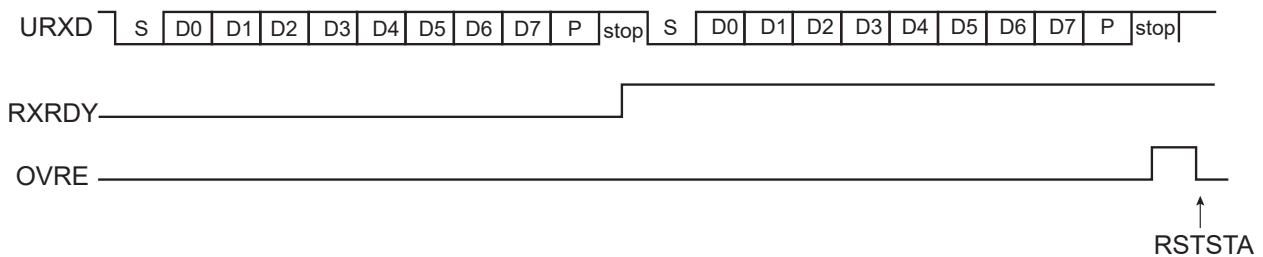 URXD S D0 D1 D2 D3 D4 D5 D6 D7 P stop S D0 D1 D2 D3 D4 D5 D6 D7 P stop
RXRDY
OVRE
RSTSTA